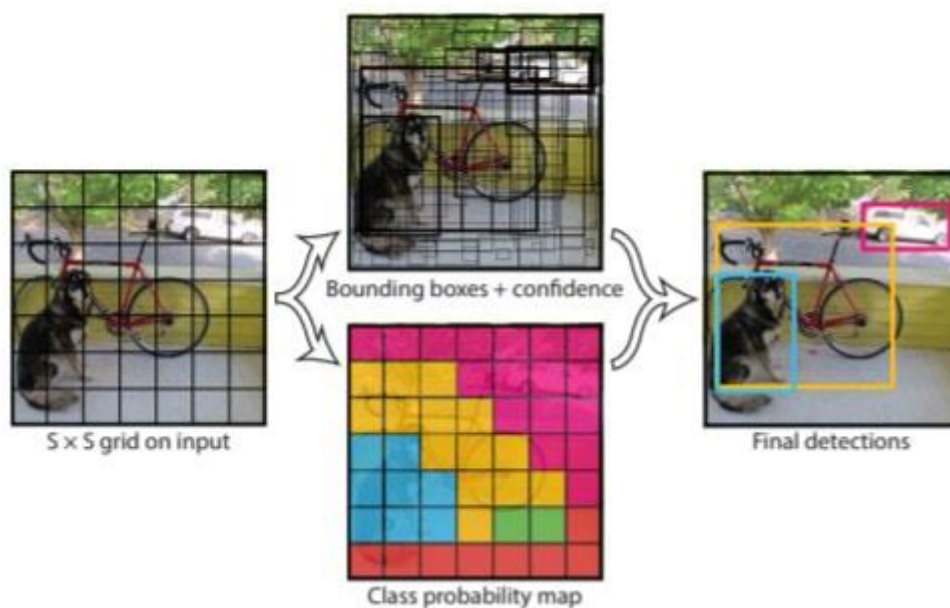 Bounding boxes + confidence
S × S grid on input
Final detections
Class probability map